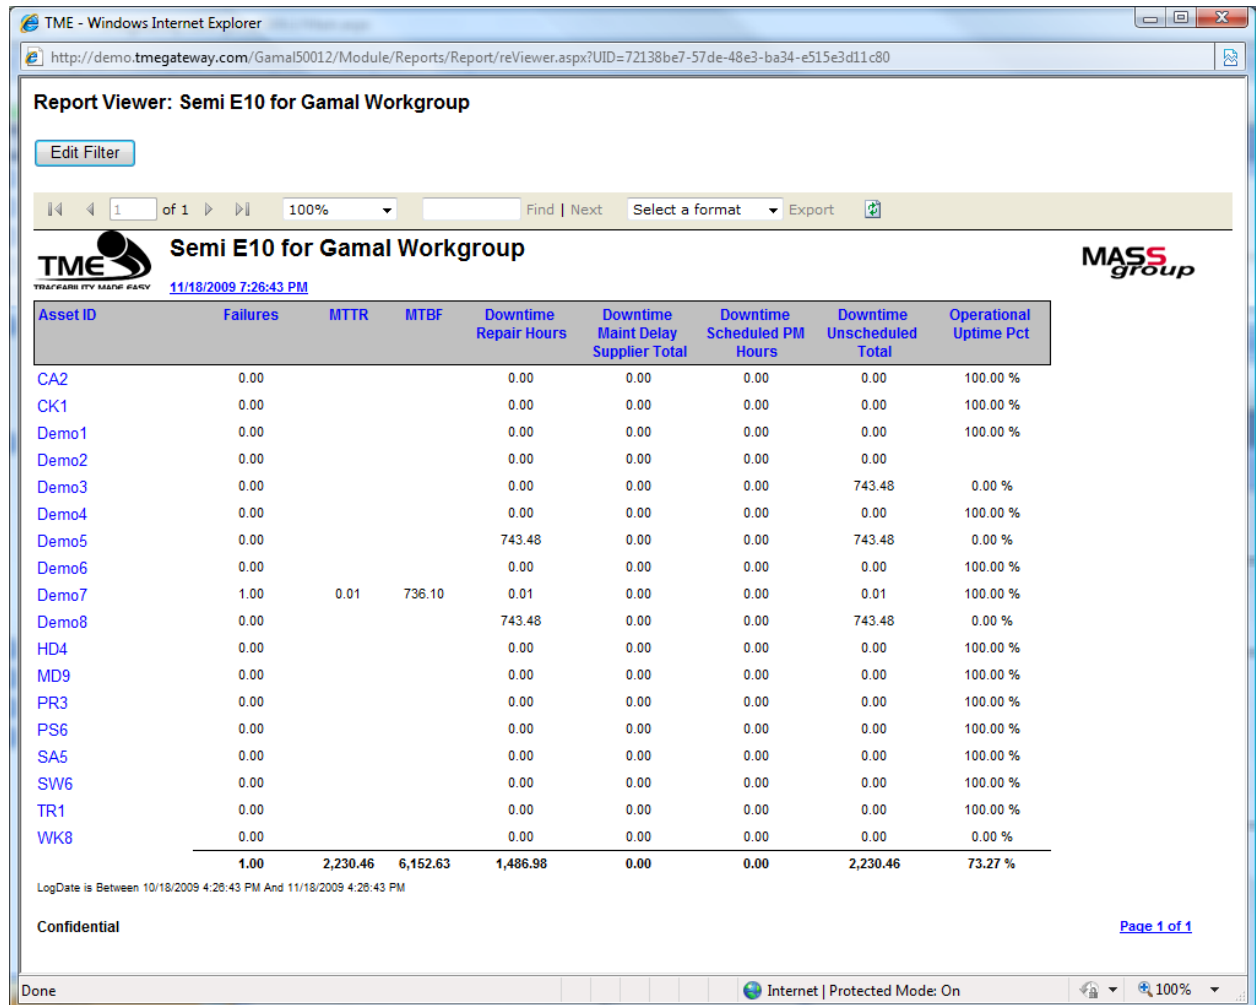 TME - Windows Internet Explorer
http://demo.tmegateway.com/Gamal50012/Module/Reports/Report/reViewer.aspx?UID=72138be7-57de-48e3-ba34-e515e3d11c80
Report Viewer: Semi E10 for Gamal Workgroup
Edit Filter
1 of 1 100% Find | Next Select a format Export
TME
TRACEABILITY MADE EASY
Semi E10 for Gamal Workgroup
11/18/2009 7:26:43 PM
MASS
group
Asset ID Failures MTTR MTBF Downtime Repair Hours Downtime Maint Delay Supplier Total Downtime Scheduled PM Hours Downtime Unscheduled Total Operational Uptime Pct
CA2 0.00 0.00 0.00 0.00 0.00 100.00 %
CK1 0.00 0.00 0.00 0.00 0.00 100.00 %
Demo1 0.00 0.00 0.00 0.00 0.00 100.00 %
Demo2 0.00 0.00 0.00 0.00 0.00
Demo3 0.00 0.00 0.00 0.00 743.48 0.00 %
Demo4 0.00 0.00 0.00 0.00 0.00 100.00 %
Demo5 0.00 743.48 0.00 0.00 743.48 0.00 %
Demo6 0.00 0.00 0.00 0.00 0.00 100.00 %
Demo7 1.00 0.01 736.10 0.01 0.00 0.00 0.01 100.00 %
Demo8 0.00 743.48 0.00 0.00 743.48 0.00 %
HD4 0.00 0.00 0.00 0.00 0.00 100.00 %
MD9 0.00 0.00 0.00 0.00 0.00 100.00 %
PR3 0.00 0.00 0.00 0.00 0.00 100.00 %
PS6 0.00 0.00 0.00 0.00 0.00 100.00 %
SA5 0.00 0.00 0.00 0.00 0.00 100.00 %
SW6 0.00 0.00 0.00 0.00 0.00 100.00 %
TR1 0.00 0.00 0.00 0.00 0.00 100.00 %
WK8 0.00 0.00 0.00 0.00 0.00 0.00 %
1.00 2,230.46 6,152.63 1,486.98 0.00 0.00 2,230.46 73.27 %
LogDate is Between 10/18/2009 4:26:43 PM And 11/18/2009 4:26:43 PM
Confidential
Page 1 of 1
Done Internet | Protected Mode: On 100%